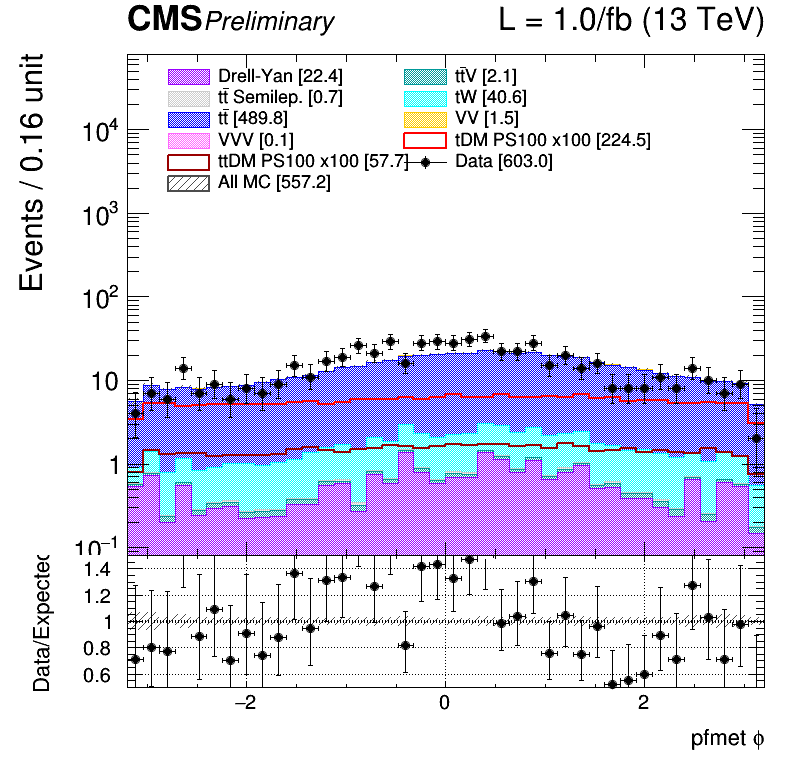 CMS Preliminary L = 1.0/fb (13 TeV)
Events / 0.16 unit
Drell-Yan [22.4] tt̄V [2.1]
tt̄ Semilep. [0.7] tW [40.6]
tt̄ [489.8] VV [1.5]
VVV [0.1] tDM PS100 x100 [224.5]
ttDM PS100 x100 [57.7] Data [603.0]
All MC [557.2]
10⁴
10³
10²
10
1
10⁻¹
Data/Expected
1.4
1.2
1
0.8
0.6
−2 0 2
pfmet ϕ